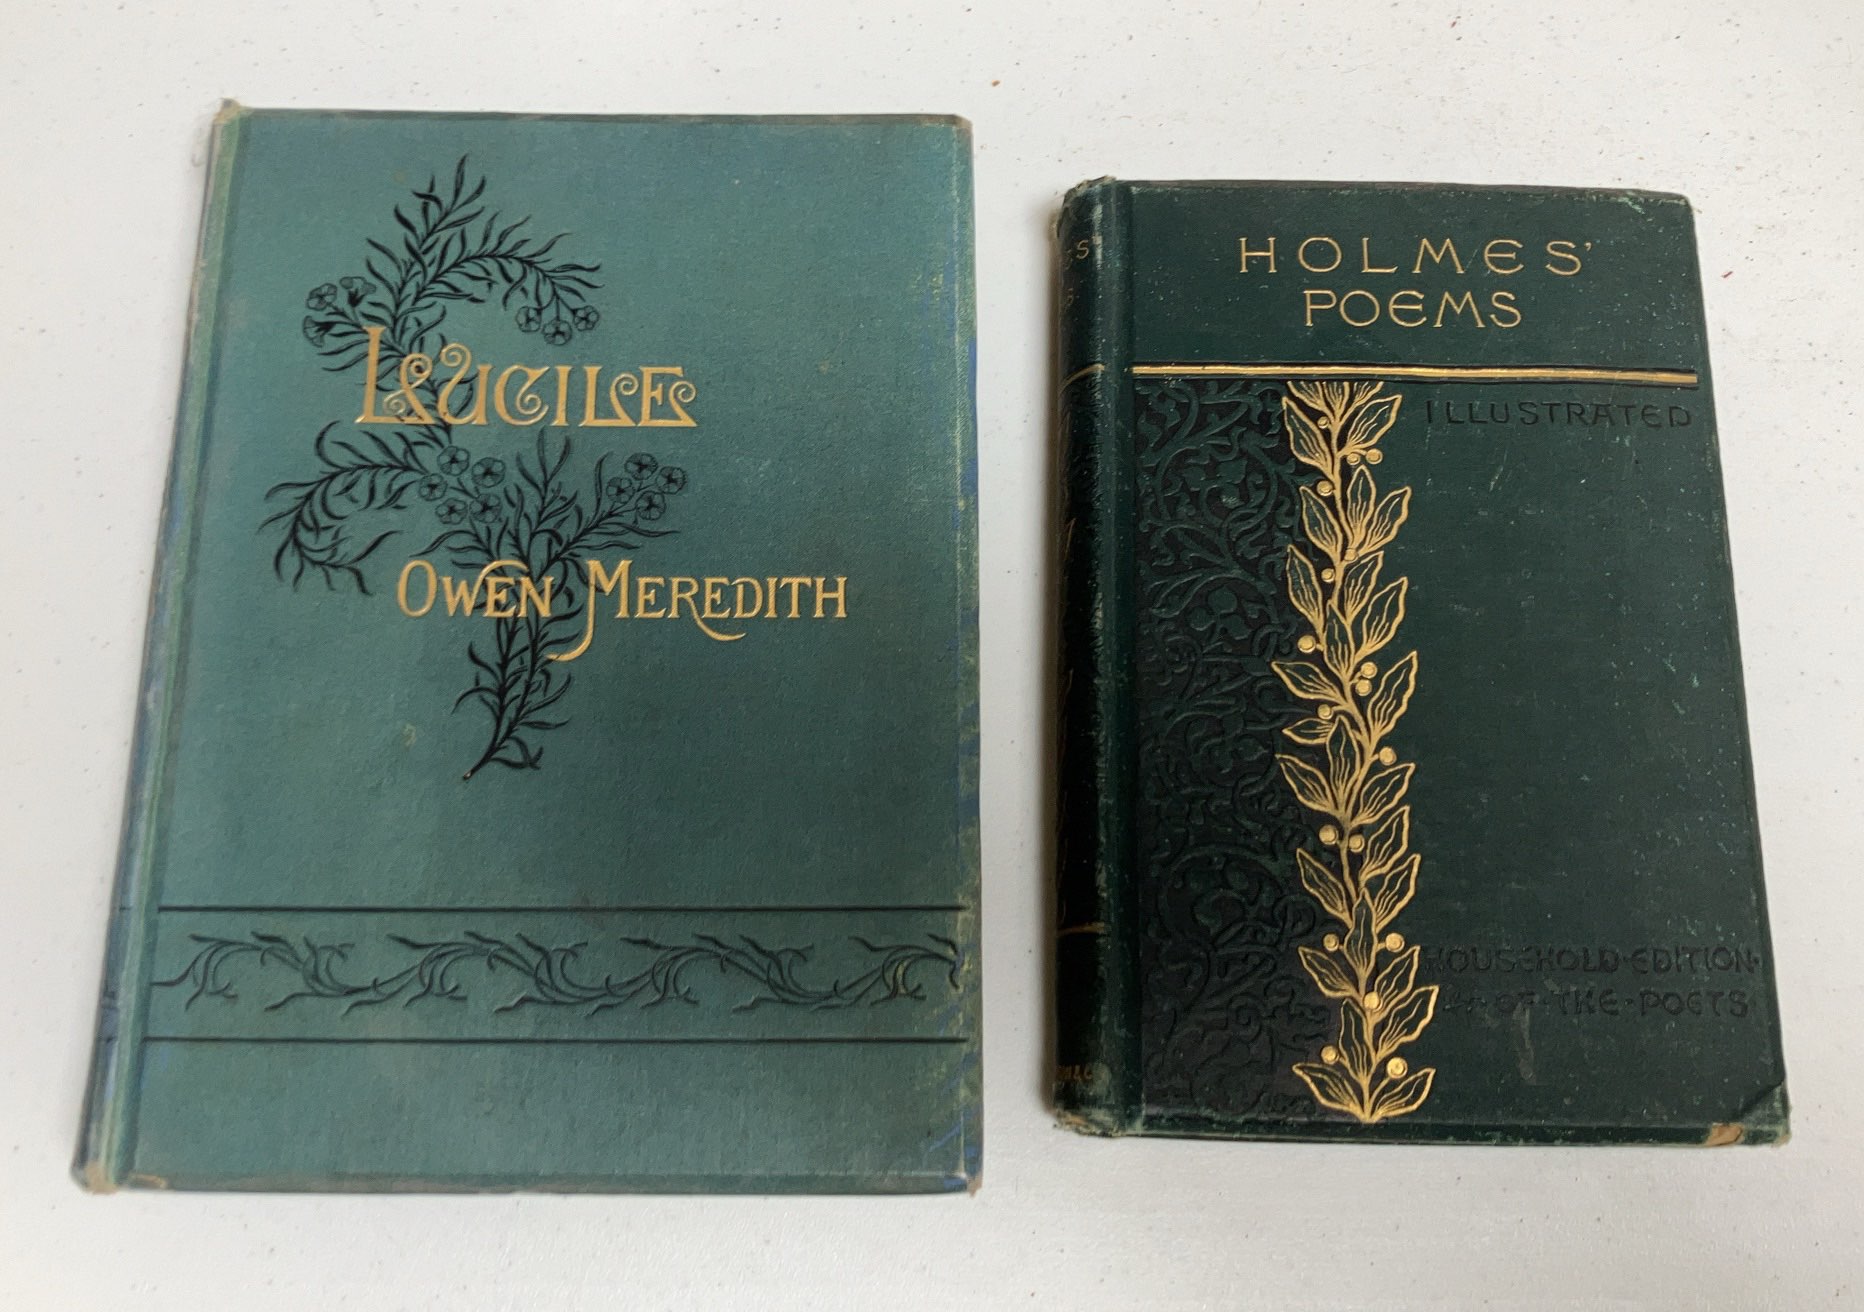 LUCILE
OWEN MEREDITH
HOLMES'
POEMS
ILLUSTRATED
HOUSEHOLD·EDITION·
·OF·THE·POETS·